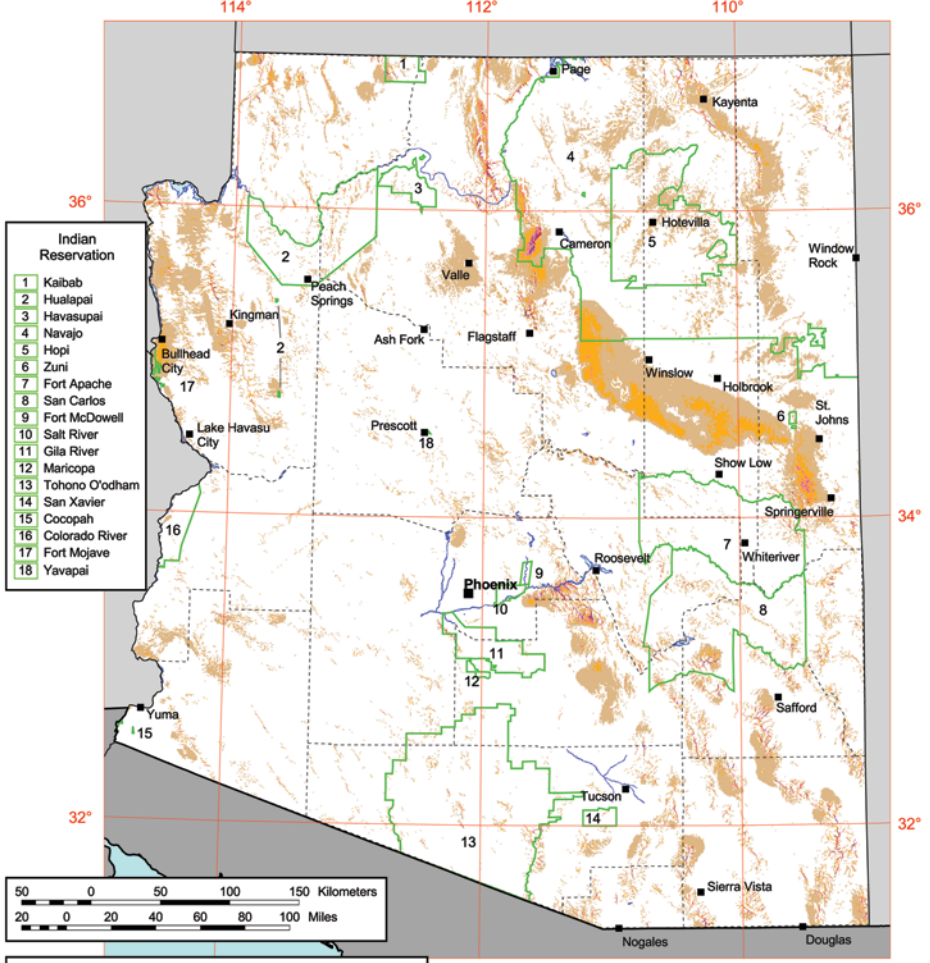 114°
112°
110°
1
Page
Kayenta
4
36°
3
36°
Hotevilla
5
Cameron
Window
Rock
2
Valle
Peach
Springs
Indian
Reservation
1 Kaibab
2 Hualapai
3 Havasupai
4 Navajo
5 Hopi
6 Zuni
7 Fort Apache
8 San Carlos
9 Fort McDowell
10 Salt River
11 Gila River
12 Maricopa
13 Tohono O'odham
14 San Xavier
15 Cocopah
16 Colorado River
17 Fort Mojave
18 Yavapai
Kingman
2
Ash Fork
Flagstaff
Bullhead
City
17
Winslow
Holbrook
Lake Havasu
City
Prescott
18
6
St.
Johns
Show Low
Springerville
16
34°
7
Whiteriver
Roosevelt
9
Phoenix
10
8
11
12
Safford
Yuma
15
Tucson
14
32°
32°
13
Sierra Vista
Nogales
Douglas
50 0 50 100 150 Kilometers
20 0 20 40 60 80 100 Miles